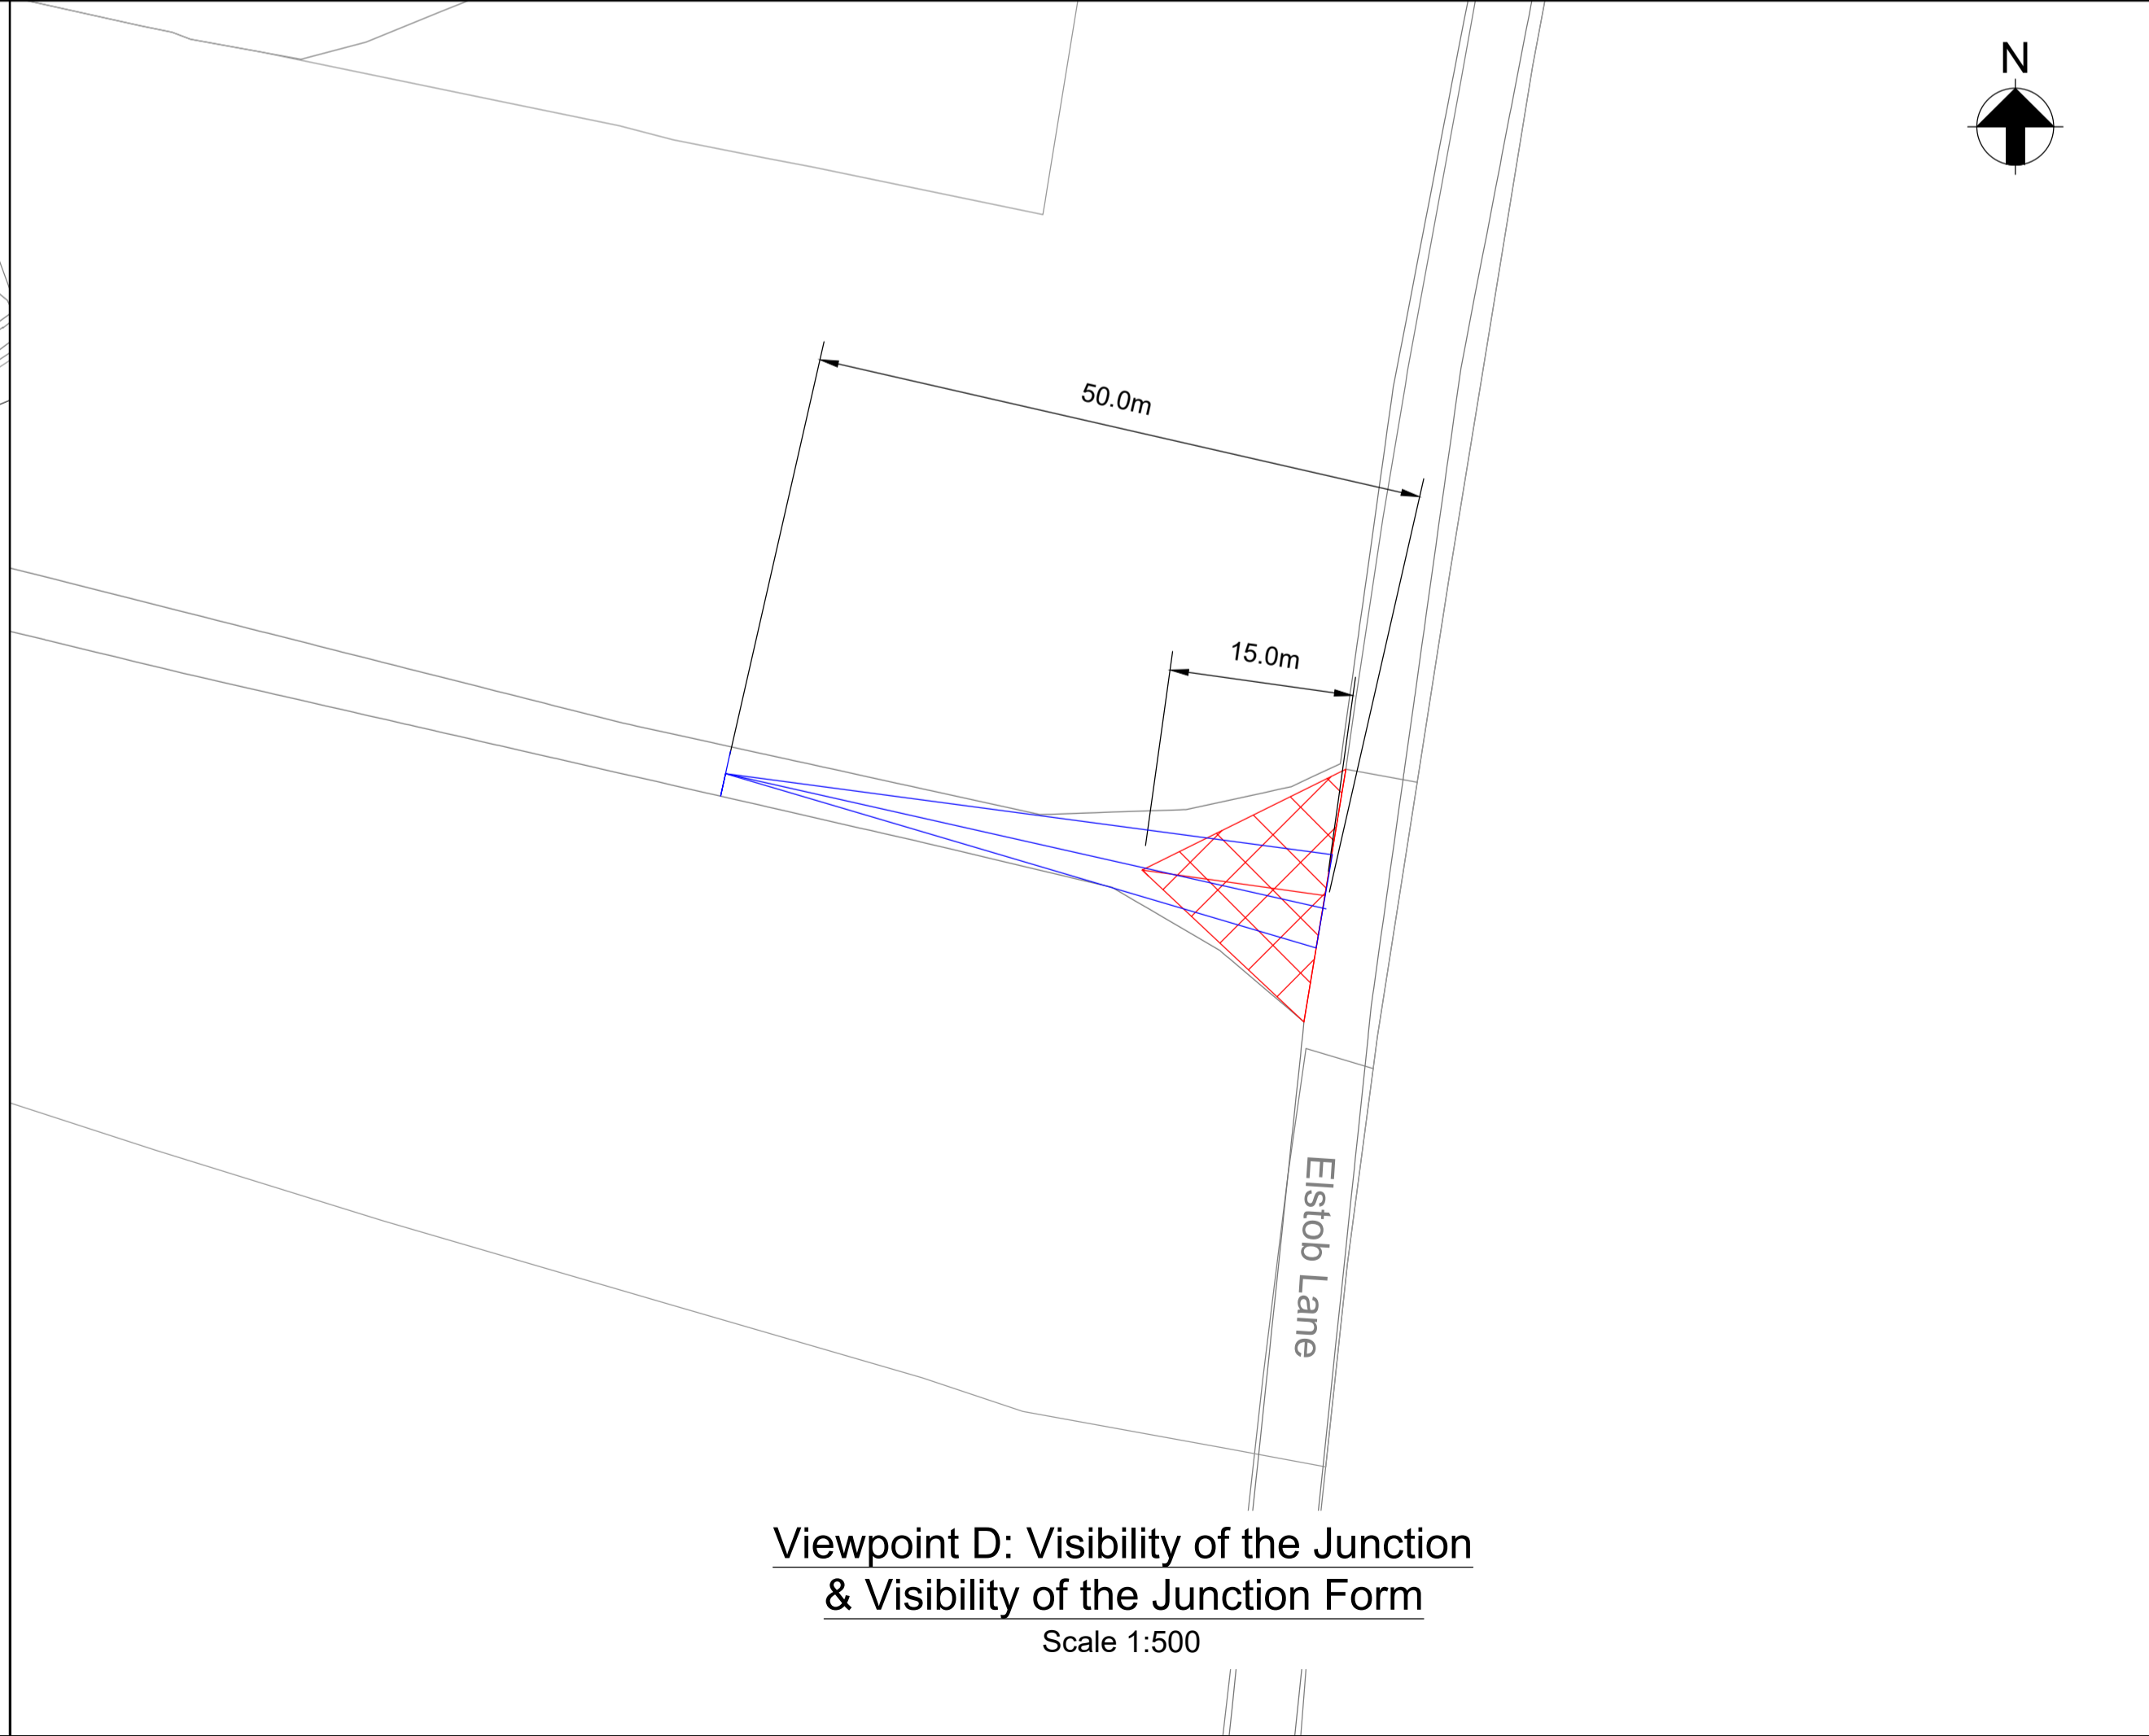 N
50.0m
15.0m
Elstob Lane
Viewpoint D: Visibility of the Junction
& Visibility of the Junction Form
Scale 1:500